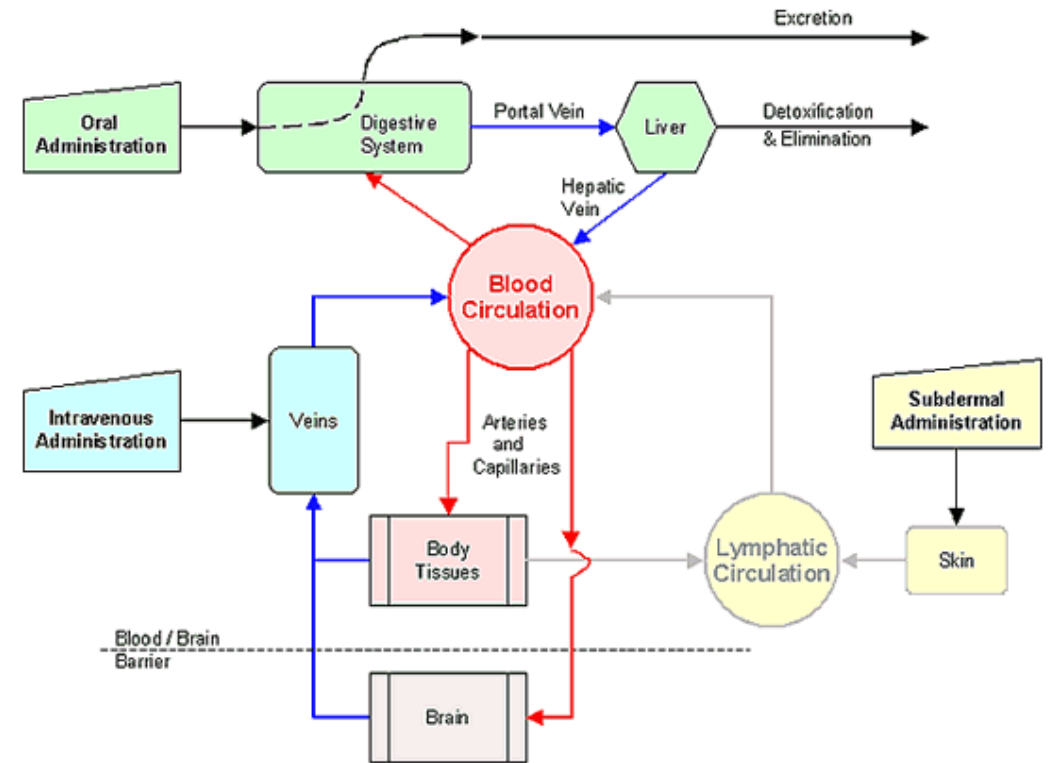 Excretion
Oral
Administration
Digestive
System
Portal Vein
Liver
Detoxification
& Elimination
Hepatic
Vein
Blood
Circulation
Intravenous
Administration
Veins
Arteries
and
Capillaries
Subdermal
Administration
Body
Tissues
Lymphatic
Circulation
Skin
Blood / Brain
Barrier
Brain